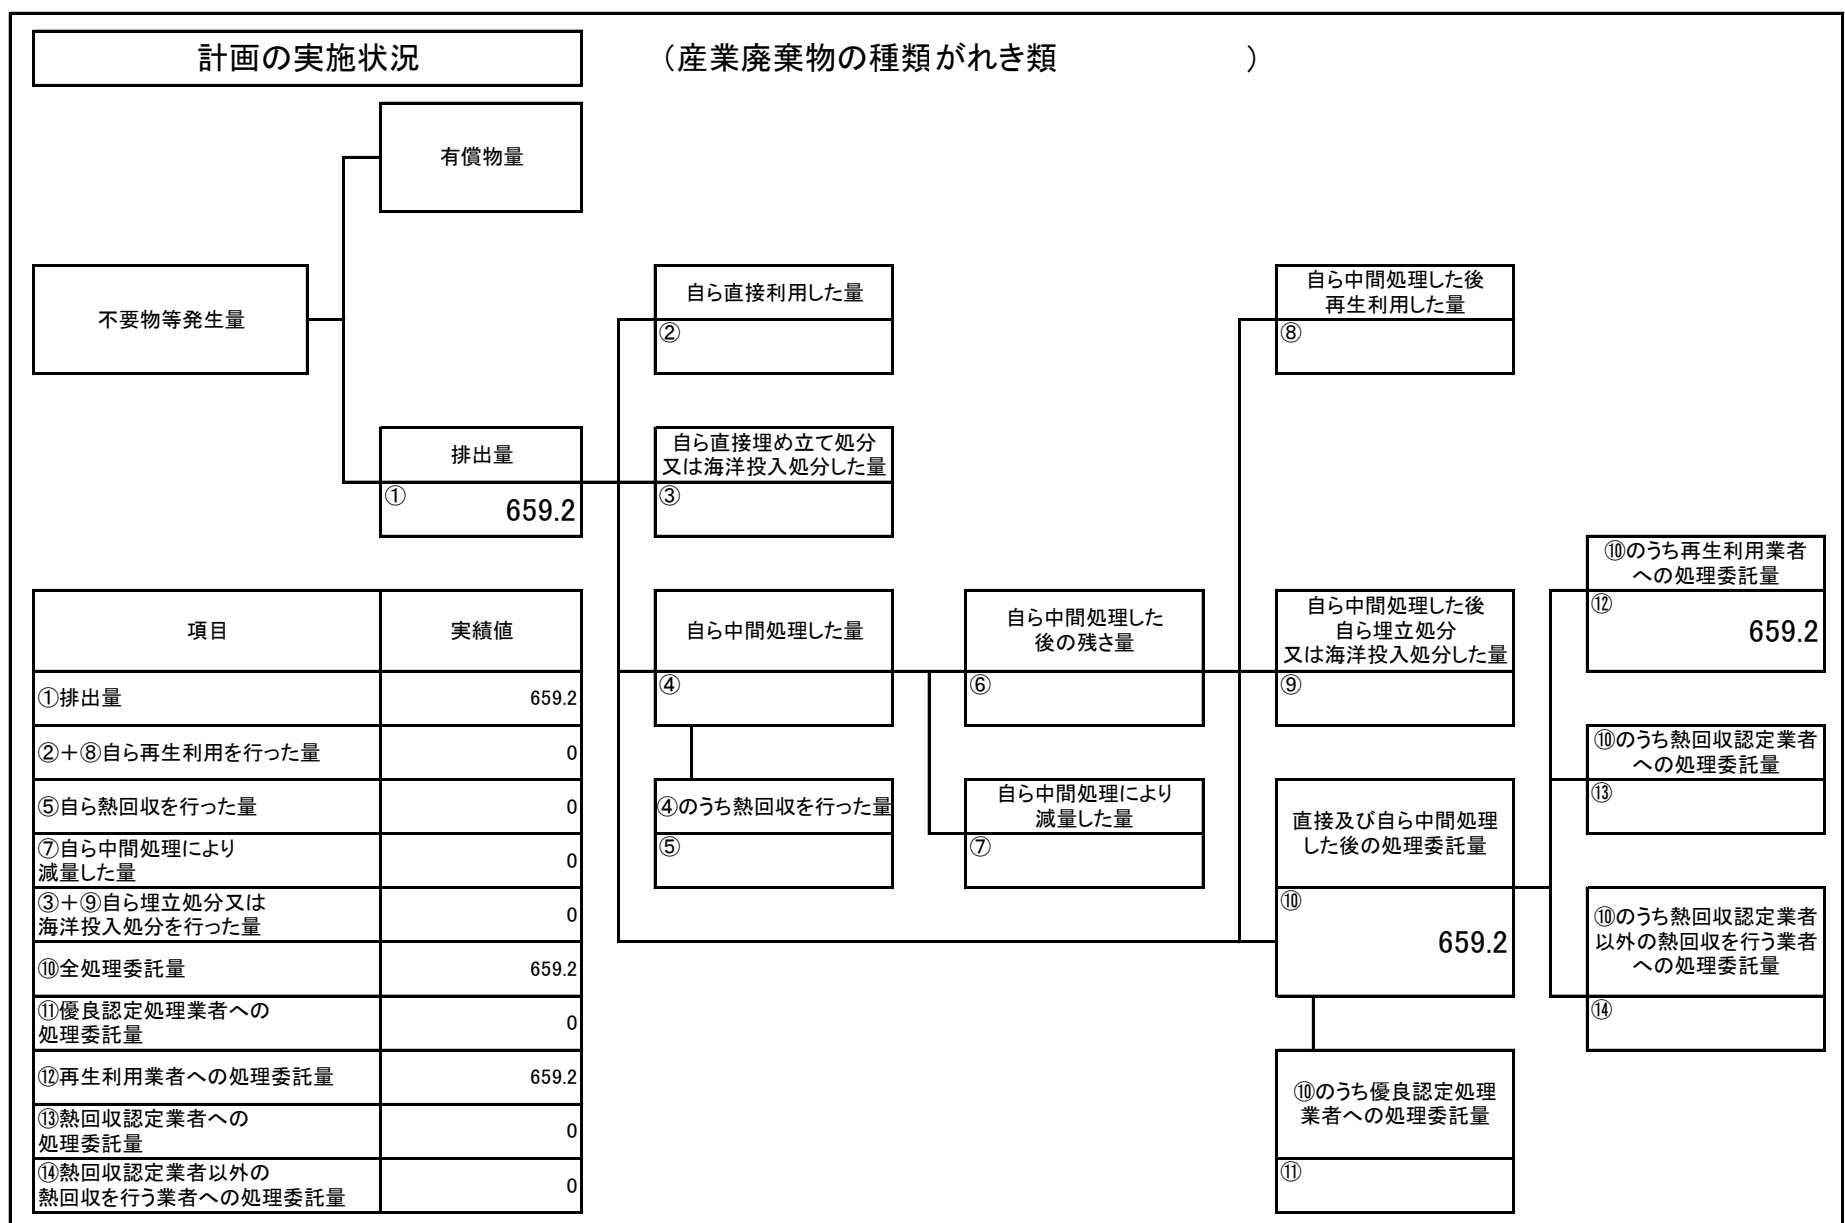 計画の実施状況
（産業廃棄物の種類がれき類　　　　　　　）
有償物量
不要物等発生量
自ら直接利用した量
②
自ら中間処理した後
再生利用した量
⑧
排出量
①
659.2
自ら直接埋め立て処分
又は海洋投入処分した量
③
⑩のうち再生利用業者
への処理委託量
⑫
659.2
自ら中間処理した量
④
自ら中間処理した
後の残さ量
⑥
自ら中間処理した後
自ら埋立処分
又は海洋投入処分した量
⑨
⑩のうち熱回収認定業者
への処理委託量
⑬
④のうち熱回収を行った量
⑤
自ら中間処理により
減量した量
⑦
直接及び自ら中間処理
した後の処理委託量
⑩
659.2
⑩のうち熱回収認定業者
以外の熱回収を行う業者
への処理委託量
⑭
⑩のうち優良認定処理
業者への処理委託量
⑪
項目 実績値
①排出量 659.2
②＋⑧自ら再生利用を行った量 0
⑤自ら熱回収を行った量 0
⑦自ら中間処理により
減量した量 0
③＋⑨自ら埋立処分又は
海洋投入処分を行った量 0
⑩全処理委託量 659.2
⑪優良認定処理業者への
処理委託量 0
⑫再生利用業者への処理委託量 659.2
⑬熱回収認定業者への
処理委託量 0
⑭熱回収認定業者以外の
熱回収を行う業者への処理委託量 0